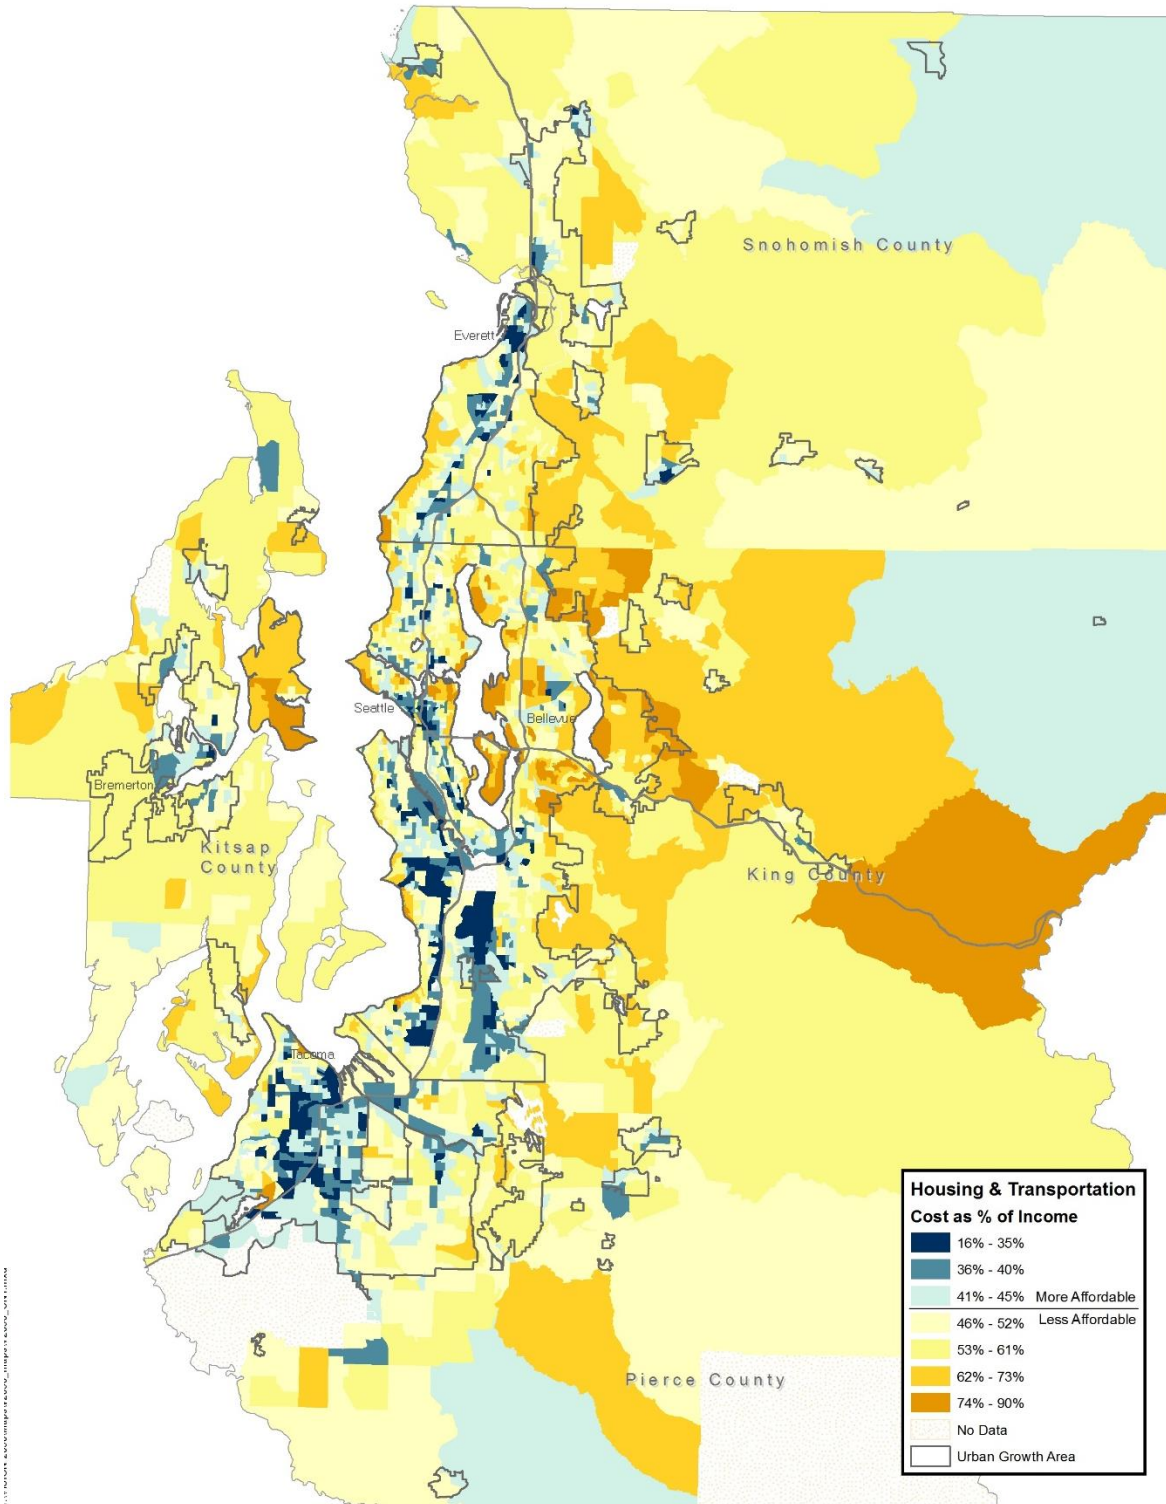 Snohomish County
Everett
Seattle
Bellevue
Bremerton
Kitsap
County
King County
Tacoma
Pierce County
Housing & Transportation
Cost as % of Income
16% - 35%
36% - 40%
41% - 45% More Affordable
46% - 52% Less Affordable
53% - 61%
62% - 73%
74% - 90%
No Data
Urban Growth Area